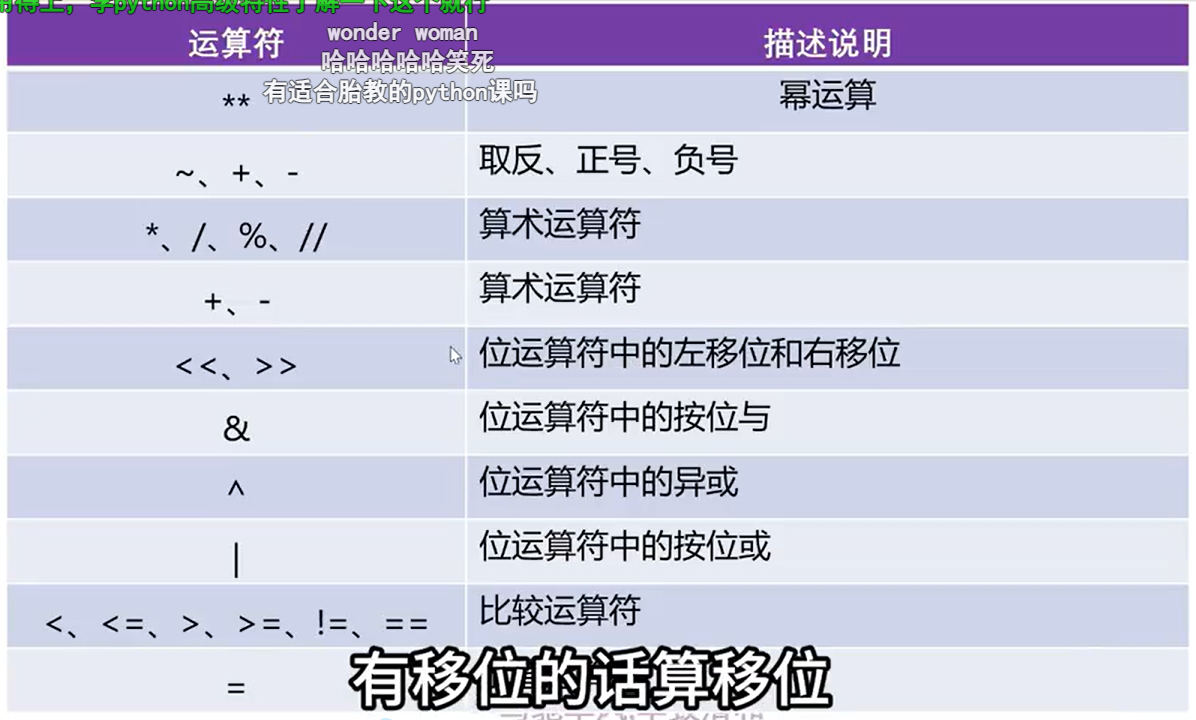 用得上，学python高级特性了解一下这个就行
运算符 描述说明
wonder woman
哈哈哈哈哈笑死
有适合胎教的python课吗
** 幂运算
~、+、- 取反、正号、负号
*、/、%、// 算术运算符
+、- 算术运算符
<<、>> 位运算符中的左移位和右移位
& 位运算符中的按位与
^ 位运算符中的异或
| 位运算符中的按位或
<、<=、>、>=、!=、== 比较运算符
=
有移位的话算移位